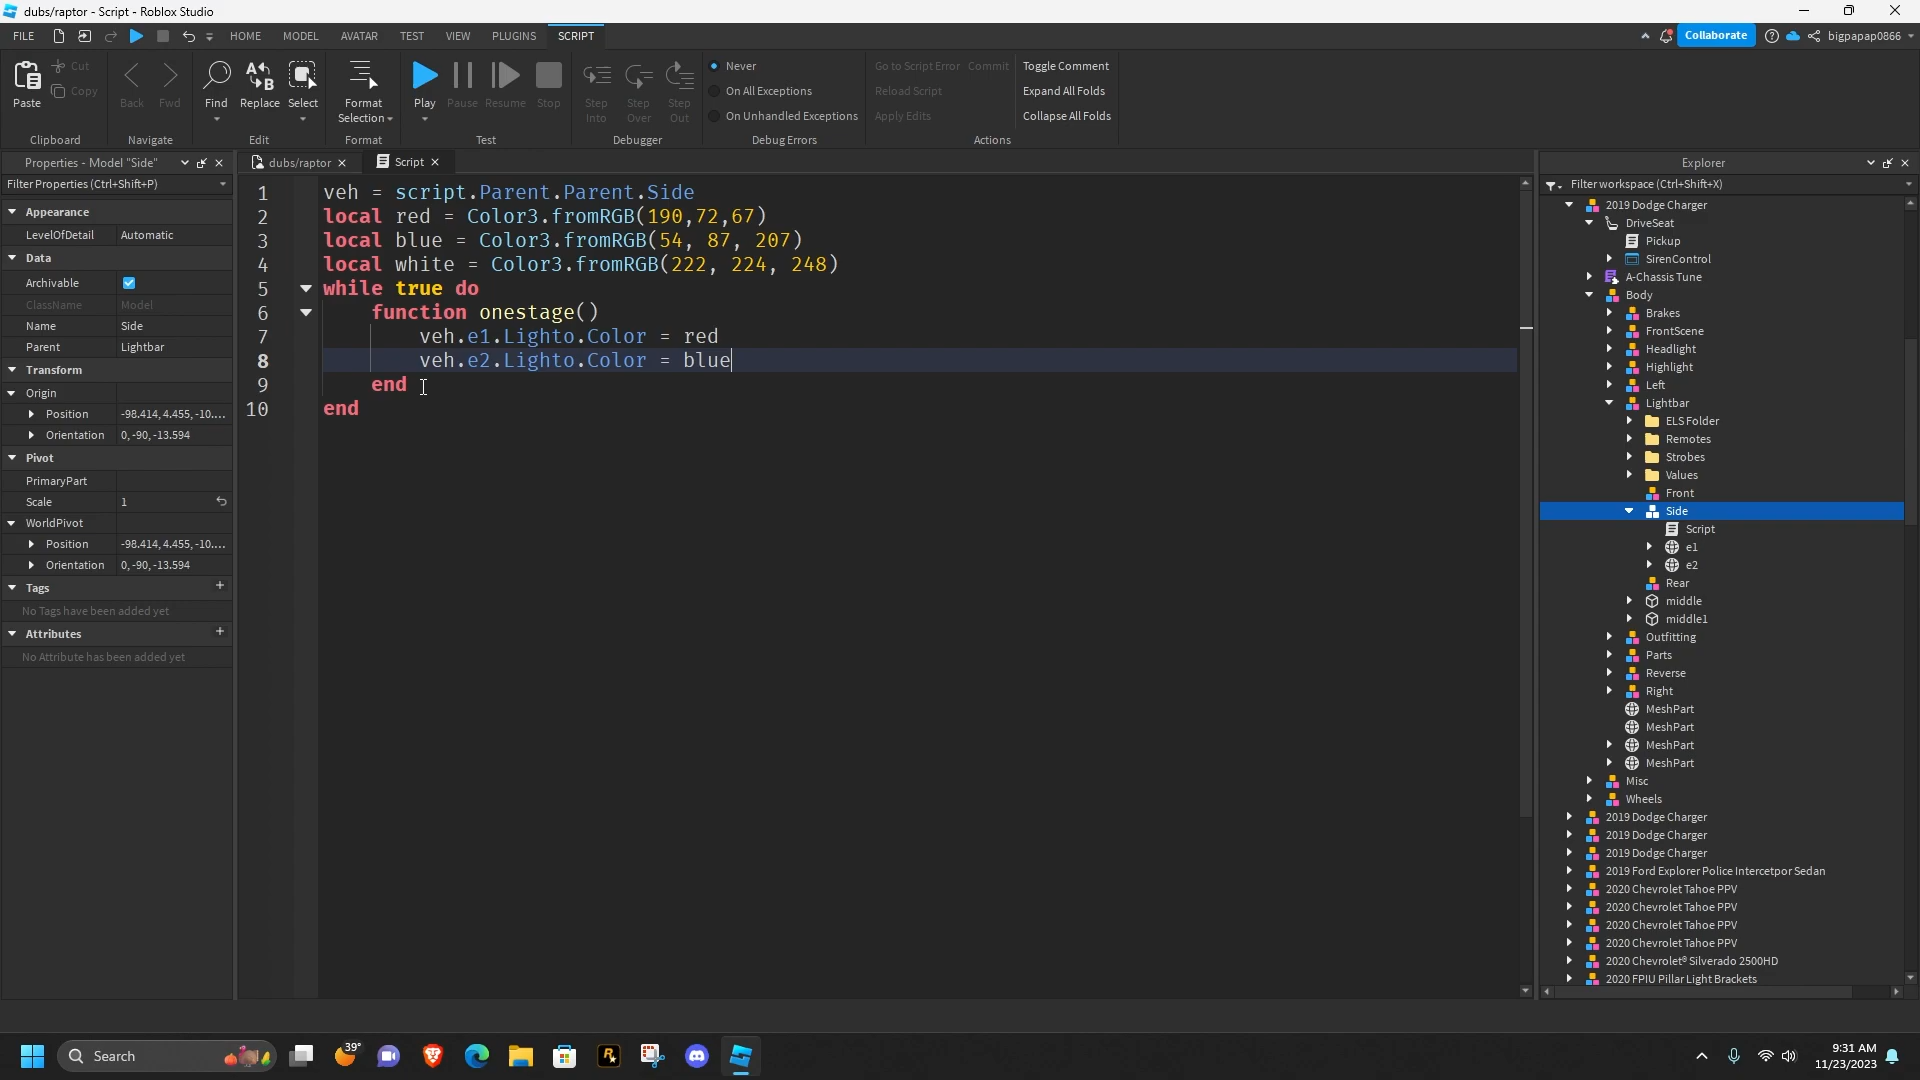 dubs/raptor - Script - Roblox Studio
FILE HOME MODEL AVATAR TEST VIEW PLUGINS SCRIPT Collaborate bigpapap0866
Paste Cut Copy Back Fwd Find Replace Select Format Selection Play Pause Resume Stop Step Into Step Over Step Out
Never Go to Script Error Commit Toggle Comment
On All Exceptions Reload Script Expand All Folds
On Unhandled Exceptions Apply Edits Collapse All Folds
Clipboard Navigate Edit Format Test Debugger Debug Errors Actions
Properties - Model "Side"
Filter Properties (Ctrl+Shift+P)
Appearance
LevelOfDetail Automatic
Data
Archivable
ClassName Model
Name Side
Parent Lightbar
Transform
Origin
Position -98.414, 4.455, -10....
Orientation 0, -90, -13.594
Pivot
PrimaryPart
Scale 1
WorldPivot
Position -98.414, 4.455, -10....
Orientation 0, -90, -13.594
Tags +
No Tags have been added yet
Attributes +
No Attribute has been added yet
dubs/raptor Script
1 veh = script.Parent.Parent.Side
2 local red = Color3.fromRGB(190,72,67)
3 local blue = Color3.fromRGB(54, 87, 207)
4 local white = Color3.fromRGB(222, 224, 248)
5 while true do
6 function onestage()
7 veh.e1.Lighto.Color = red
8 veh.e2.Lighto.Color = blue
9 end
10 end
Explorer
Filter workspace (Ctrl+Shift+X)
2019 Dodge Charger
DriveSeat
Pickup
SirenControl
A-Chassis Tune
Body
Brakes
FrontScene
Headlight
Highlight
Left
Lightbar
ELS Folder
Remotes
Strobes
Values
Front
Side
Script
e1
e2
Rear
middle
middle1
Outfitting
Parts
Reverse
Right
MeshPart
MeshPart
MeshPart
MeshPart
Misc
Wheels
2019 Dodge Charger
2019 Dodge Charger
2019 Dodge Charger
2019 Ford Explorer Police Intercetpor Sedan
2020 Chevrolet Tahoe PPV
2020 Chevrolet Tahoe PPV
2020 Chevrolet Tahoe PPV
2020 Chevrolet Tahoe PPV
2020 Chevrolet® Silverado 2500HD
2020 FPIU Pillar Light Brackets
Search 39° 9:31 AM
11/23/2023